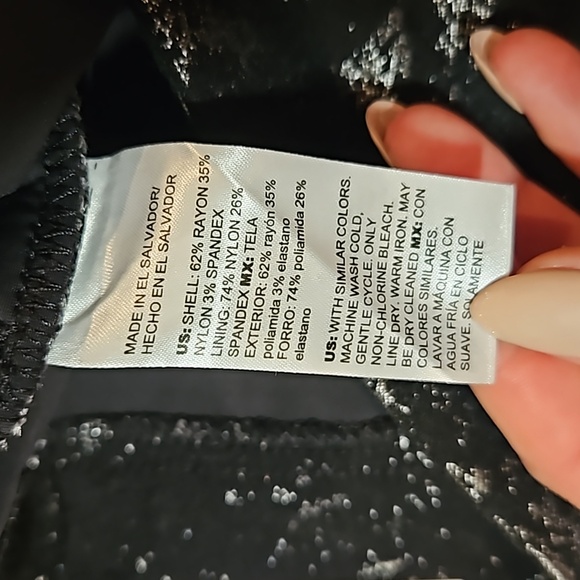 MADE IN EL SALVADOR/
HECHO EN EL SALVADOR
US: SHELL: 62% RAYON 35%
NYLON 3% SPANDEX
LINING: 74% NYLON 26%
SPANDEX MX: TELA
EXTERIOR: 62% rayón 35%
poliamida 3% elastano
FORRO: 74% poliamida 26%
elastano
US: WITH SIMILAR COLORS.
MACHINE WASH COLD,
GENTLE CYCLE. ONLY
NON-CHLORINE BLEACH.
LINE DRY. WARM IRON. MAY
BE DRY CLEANED MX: CON
COLORES SIMILARES.
LAVAR A MÁQUINA CON
AGUA FRÍA EN CICLO
SUAVE. SOLAMENTE